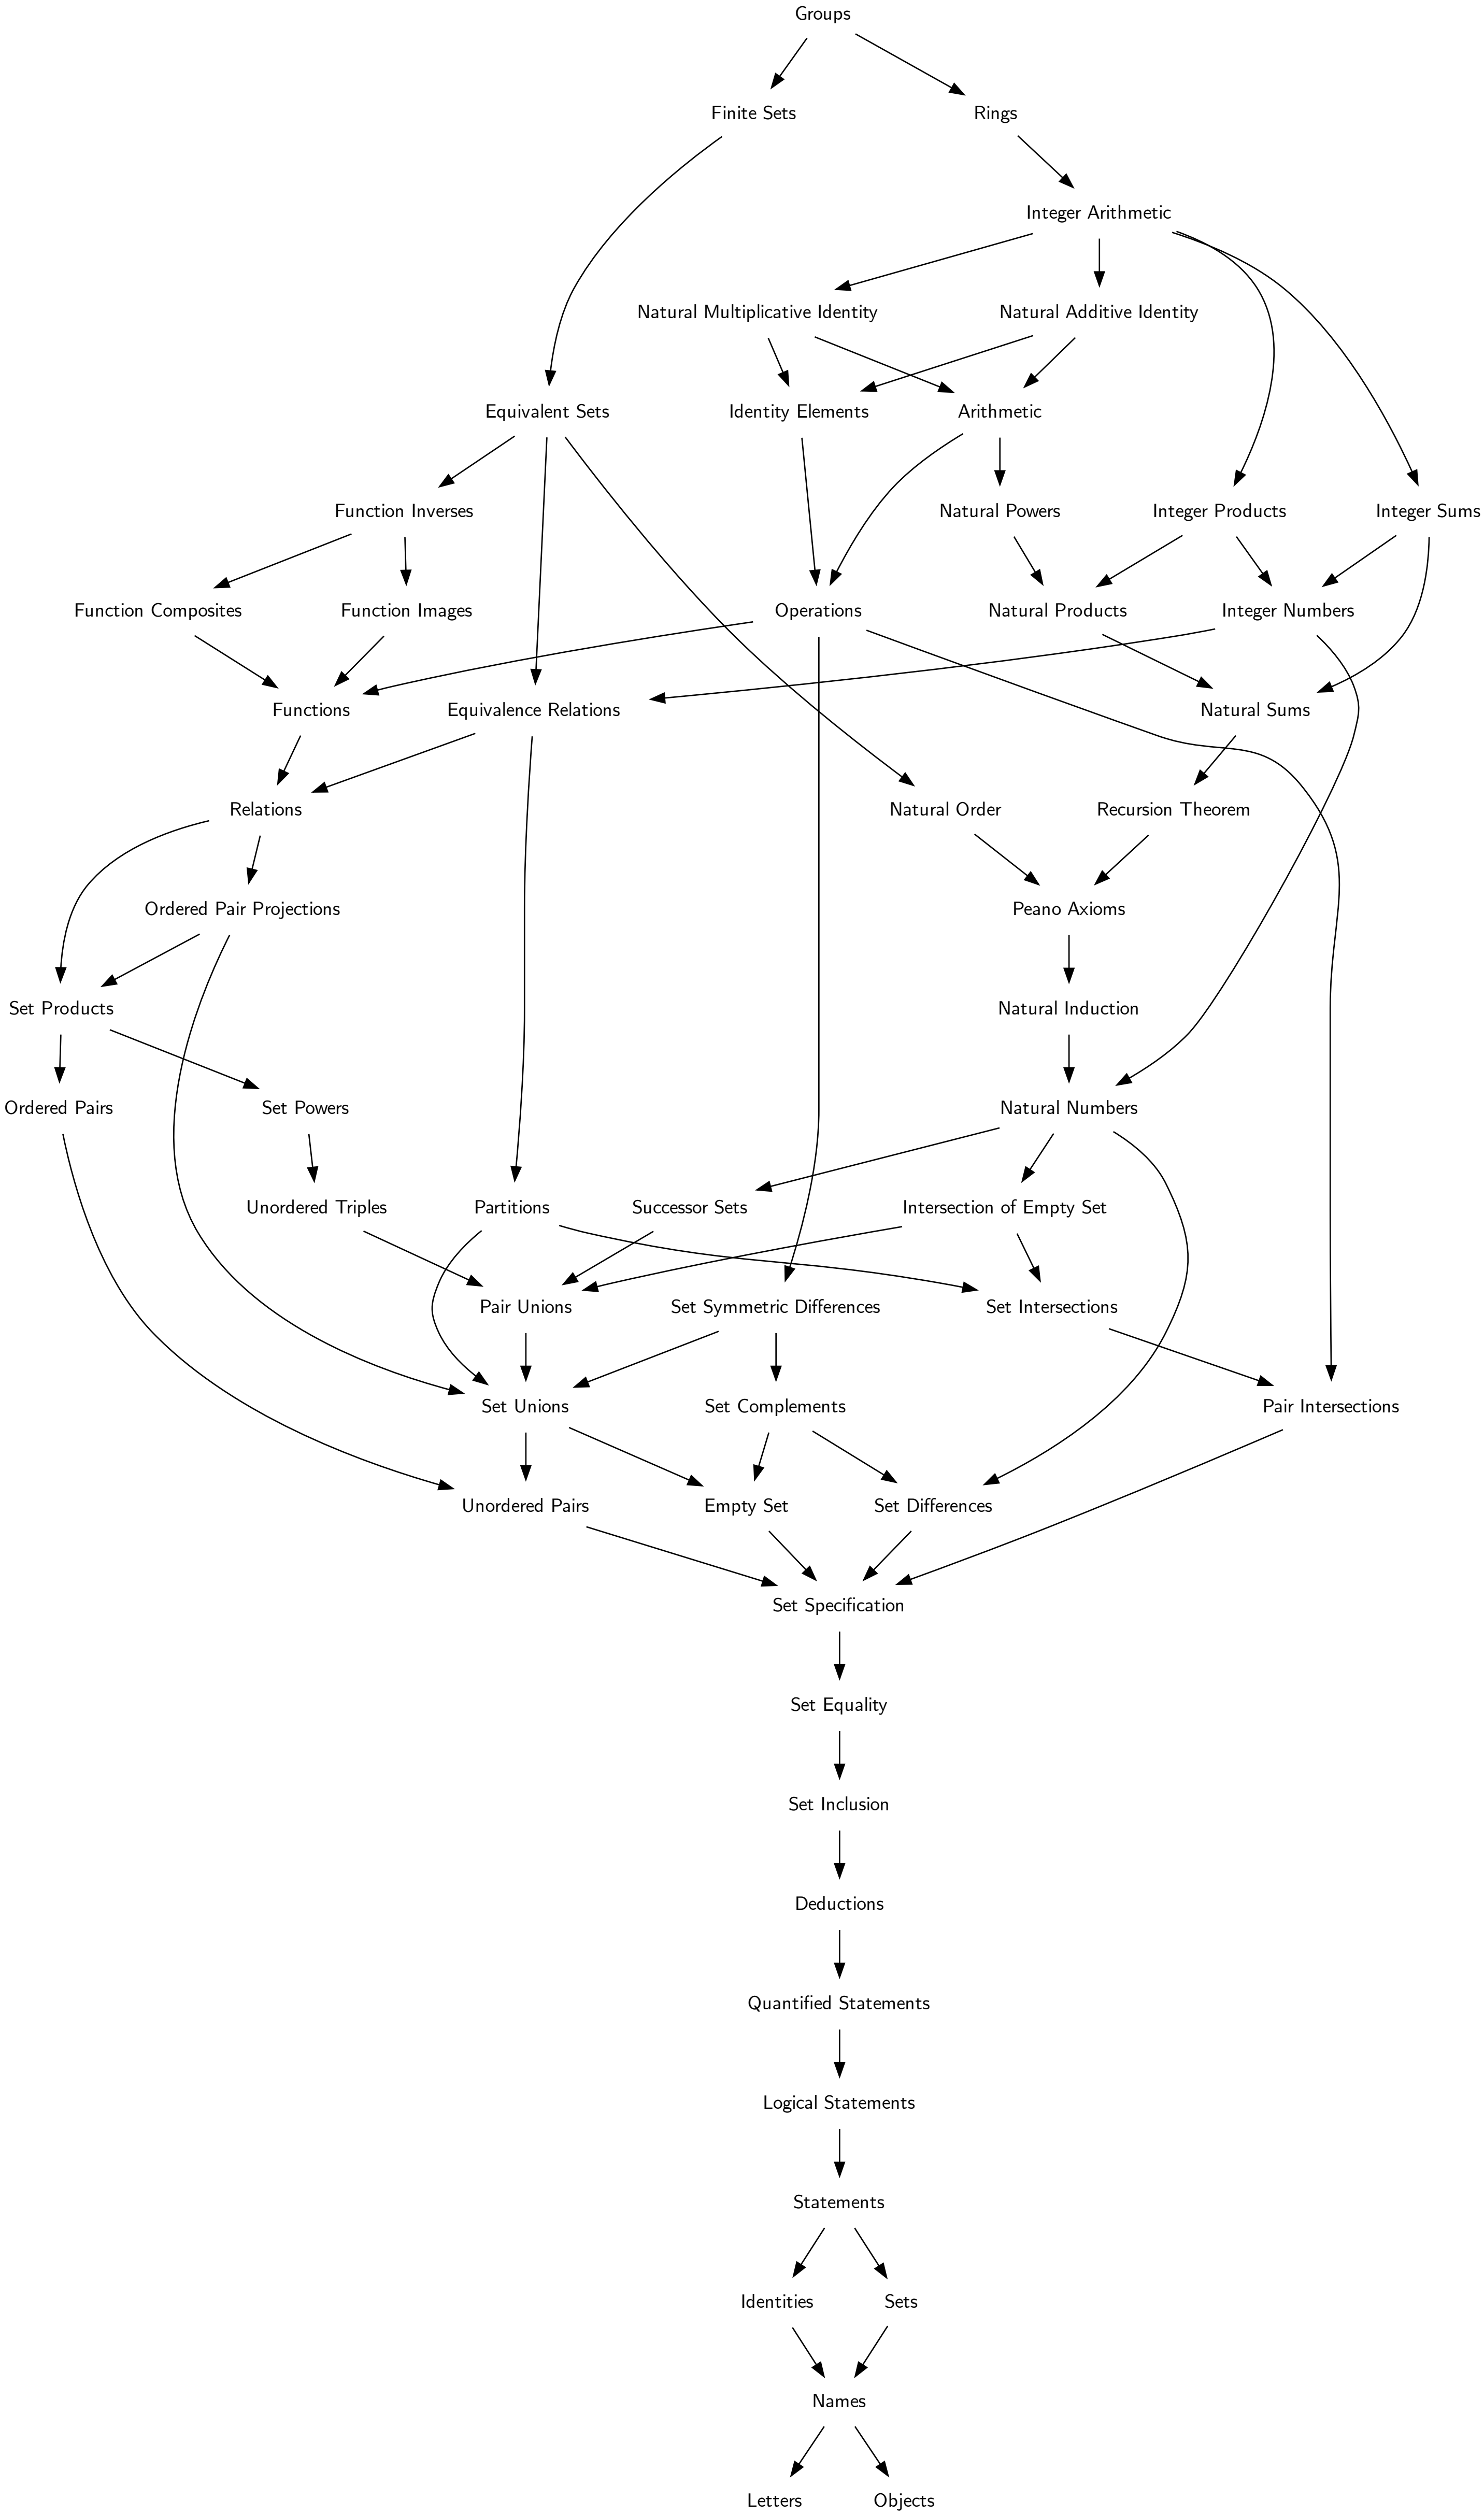 Groups
Finite Sets
Rings
Integer Arithmetic
Natural Multiplicative Identity
Natural Additive Identity
Equivalent Sets
Identity Elements
Arithmetic
Function Inverses
Natural Powers
Integer Products
Integer Sums
Function Composites
Function Images
Operations
Natural Products
Integer Numbers
Functions
Equivalence Relations
Natural Sums
Relations
Natural Order
Recursion Theorem
Ordered Pair Projections
Peano Axioms
Set Products
Natural Induction
Ordered Pairs
Set Powers
Natural Numbers
Unordered Triples
Partitions
Successor Sets
Intersection of Empty Set
Pair Unions
Set Symmetric Differences
Set Intersections
Set Unions
Set Complements
Pair Intersections
Unordered Pairs
Empty Set
Set Differences
Set Specification
Set Equality
Set Inclusion
Deductions
Quantified Statements
Logical Statements
Statements
Identities
Sets
Names
Letters
Objects